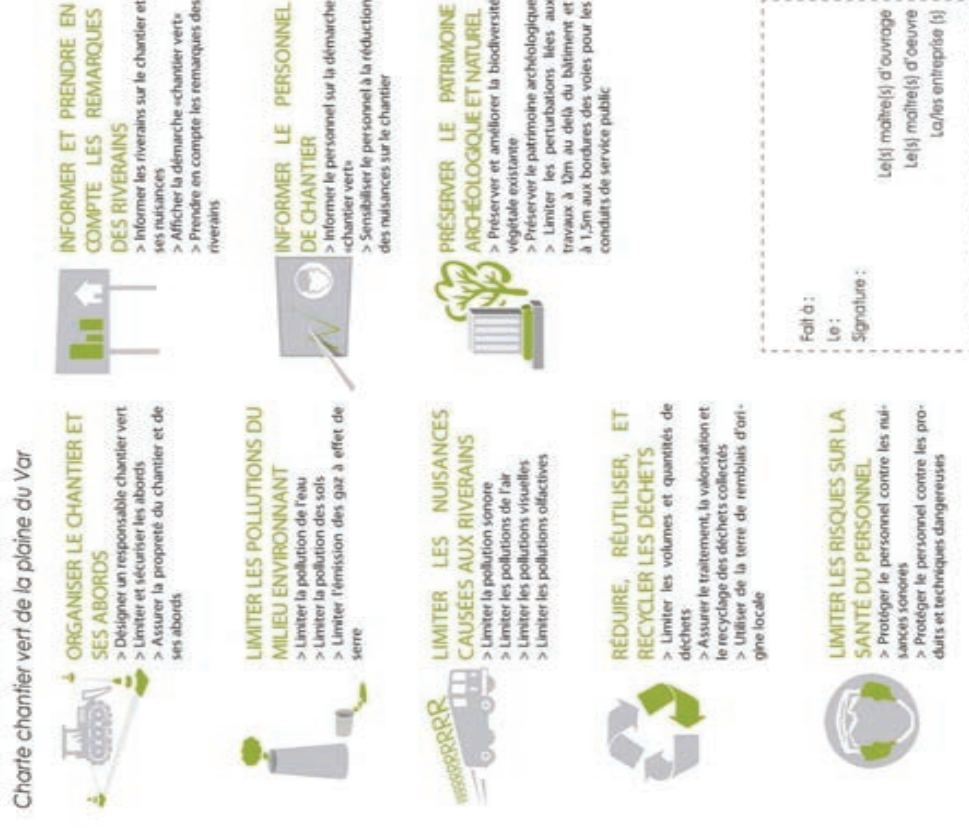 Charte chantier vert de la plaine du Var
ORGANISER LE CHANTIER ET
SES ABORDS
> Désigner un responsable chantier vert
> Limiter et sécuriser les abords
> Assurer la propreté du chantier et de
ses abords
LIMITER LES POLLUTIONS DU
MILIEU ENVIRONNANT
> Limiter la pollution de l'eau
> Limiter la pollution des sols
> Limiter l'émission des gaz à effet de
serre
WRRRRRRRRR
LIMITER LES NUISANCES
CAUSÉES AUX RIVERAINS
> Limiter la pollution sonore
> Limiter les pollutions de l'air
> Limiter les pollutions visuelles
> Limiter les pollutions olfactives
RÉDUIRE, RÉUTILISER, ET
RECYCLER LES DÉCHETS
> Limiter les volumes et quantités de
déchets
> Assurer le traitement, la valorisation et
le recyclage des déchets collectés
> Utiliser de la terre de remblais d'ori-
gine locale
LIMITER LES RISQUES SUR LA
SANTÉ DU PERSONNEL
> Protéger le personnel contre les nui-
sances sonores
> Protéger le personnel contre les pro-
duits et techniques dangereuses
INFORMER ET PRENDRE EN
COMPTE LES REMARQUES
DES RIVERAINS
> Informer les riverains sur le chantier et
ses nuisances
> Afficher la démarche «chantier vert»
> Prendre en compte les remarques des
riverains
INFORMER LE PERSONNEL
DE CHANTIER
> Informer le personnel sur la démarche
«chantier vert»
> Sensibiliser le personnel à la réduction
des nuisances sur le chantier
PRÉSERVER LE PATRIMOINE
ARCHÉOLOGIQUE ET NATUREL
> Préserver et améliorer la biodiversité
végétale existante
> Préserver le patrimoine archéologique
> Limiter les perturbations liées aux
travaux à 12m au delà du bâtiment et
à 1,5m aux bordures des voies pour les
conduits de service public
Fait à :
Le :
Signature :
Le(s) maître(s) d'ouvrage
Le(s) maître(s) d'oeuvre
La/les entreprise (s)